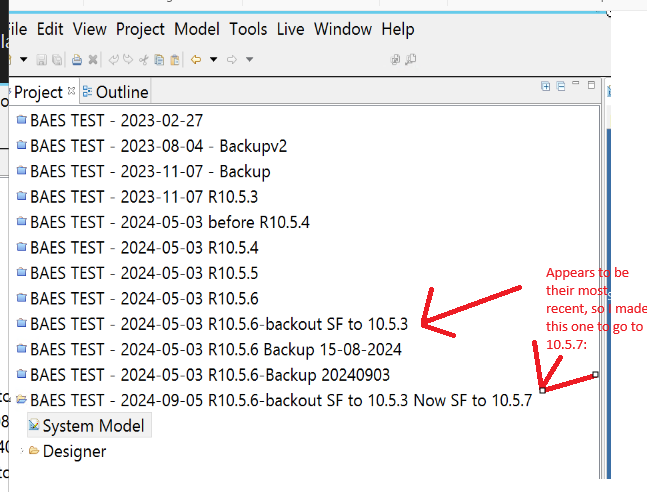 File Edit View Project Model Tools Live Window Help
Project Outline
BAES TEST - 2023-02-27
BAES TEST - 2023-08-04 - Backupv2
BAES TEST - 2023-11-07 - Backup
BAES TEST - 2023-11-07 R10.5.3
BAES TEST - 2024-05-03 before R10.5.4
BAES TEST - 2024-05-03 R10.5.4
BAES TEST - 2024-05-03 R10.5.5
BAES TEST - 2024-05-03 R10.5.6
BAES TEST - 2024-05-03 R10.5.6-backout SF to 10.5.3
BAES TEST - 2024-05-03 R10.5.6 Backup 15-08-2024
BAES TEST - 2024-05-03 R10.5.6-Backup 20240903
BAES TEST - 2024-09-05 R10.5.6-backout SF to 10.5.3 Now SF to 10.5.7
System Model
Designer
Appears to be
their most
recent, so I made
this one to go to
10.5.7: